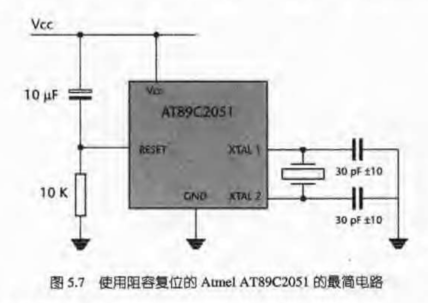 Vcc
10 μF
Vcc
AT89C2051
RESET
XTAL 1
30 pF ±10
10 K
GND
XTAL 2
30 pF ±10
图 5.7 使用阻容复位的 Atmel AT89C2051 的最简电路